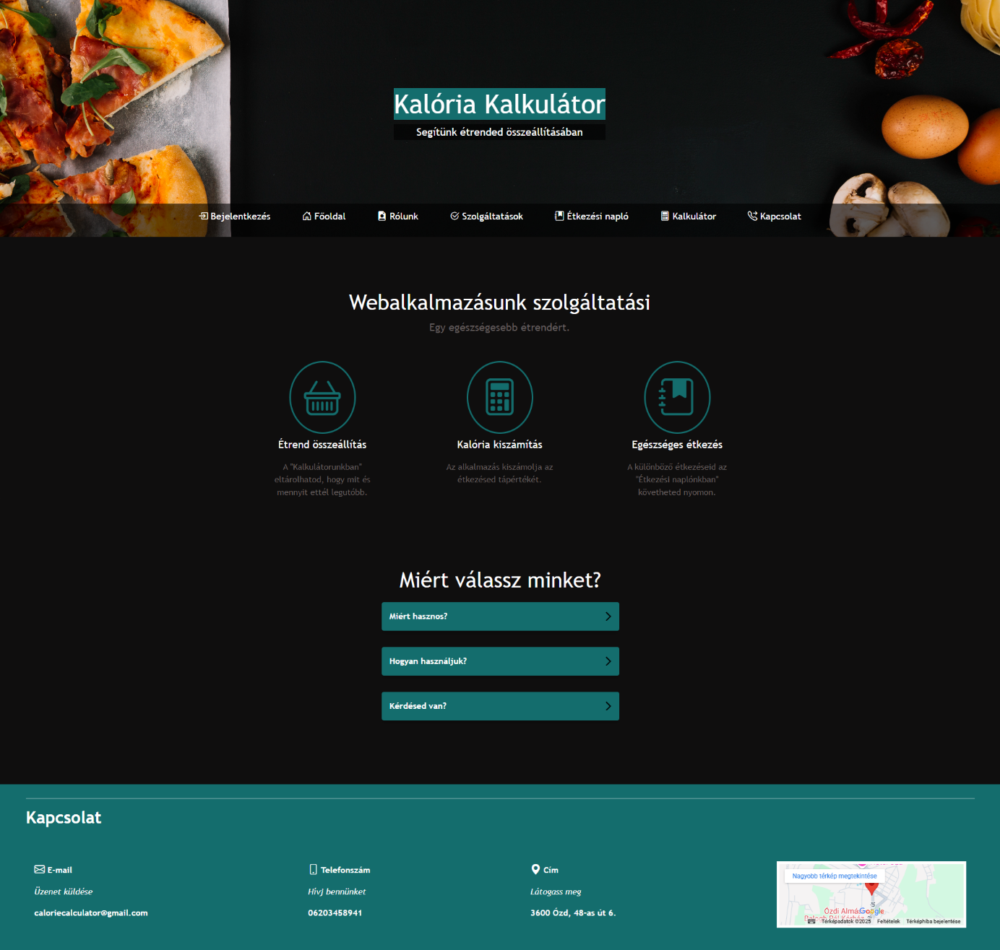 Kalória Kalkulátor
Segítünk étrended összeállításában
Bejelentkezés Főoldal Rólunk Szolgáltatások Étkezési napló Kalkulátor Kapcsolat
Webalkalmazásunk szolgáltatási
Egy egészségesebb étrendért.
Étrend összeállítás
A "Kalkulátorunkban"
eltárolhatod, hogy mit és
mennyit ettél legutóbb.
Kalória kiszámítás
Az alkalmazás kiszámolja az
étkezésed tápértékét.
Egészséges étkezés
A különböző étkezéseid az
"Étkezési naplónkban"
követheted nyomon.
Miért válassz minket?
Miért hasznos?
Hogyan használjuk?
Kérdésed van?
Kapcsolat
E-mail
Üzenet küldése
caloriecalculator@gmail.com
Telefonszám
Hívj bennünket
06203458941
Cím
Látogass meg
3600 Ózd, 48-as út 6.
Nagyobb térkép megtekintése
Ózdi Almás
Google
Térképadatok ©2025 Feltételek Térképhiba bejelentése